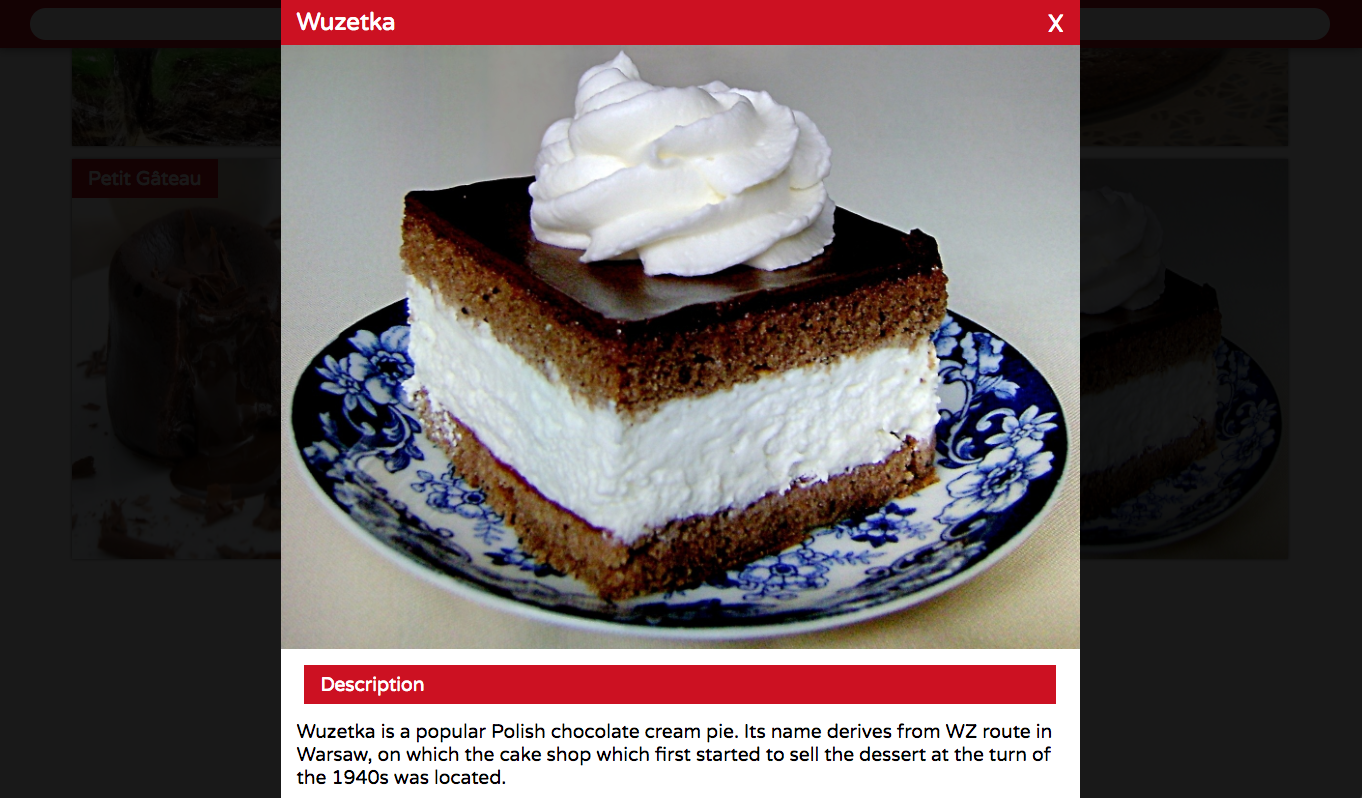 Wuzetka
X
Petit Gâteau
Description
Wuzetka is a popular Polish chocolate cream pie. Its name derives from WZ route in
Warsaw, on which the cake shop which first started to sell the dessert at the turn of
the 1940s was located.